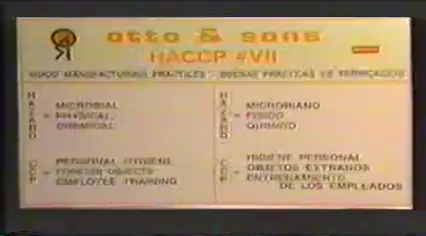 otto & sons
HACCP #VII
GOOD MANUFACTURING PRACTICES - BUENAS PRACTICAS DE FABRICACION
HAZARD
MICROBIAL
= PHYSICAL
CHEMICAL
HAZARD
MICROBIANO
= FISICO
QUIMICO
CCP
PERSONAL HYGIENE
= FOREIGN OBJECTS
EMPLOYEE TRAINING
CCP
HIGIENE PERSONAL
= OBJETOS EXTRANOS
ENTRENAMIENTO
DE LOS EMPLEADOS